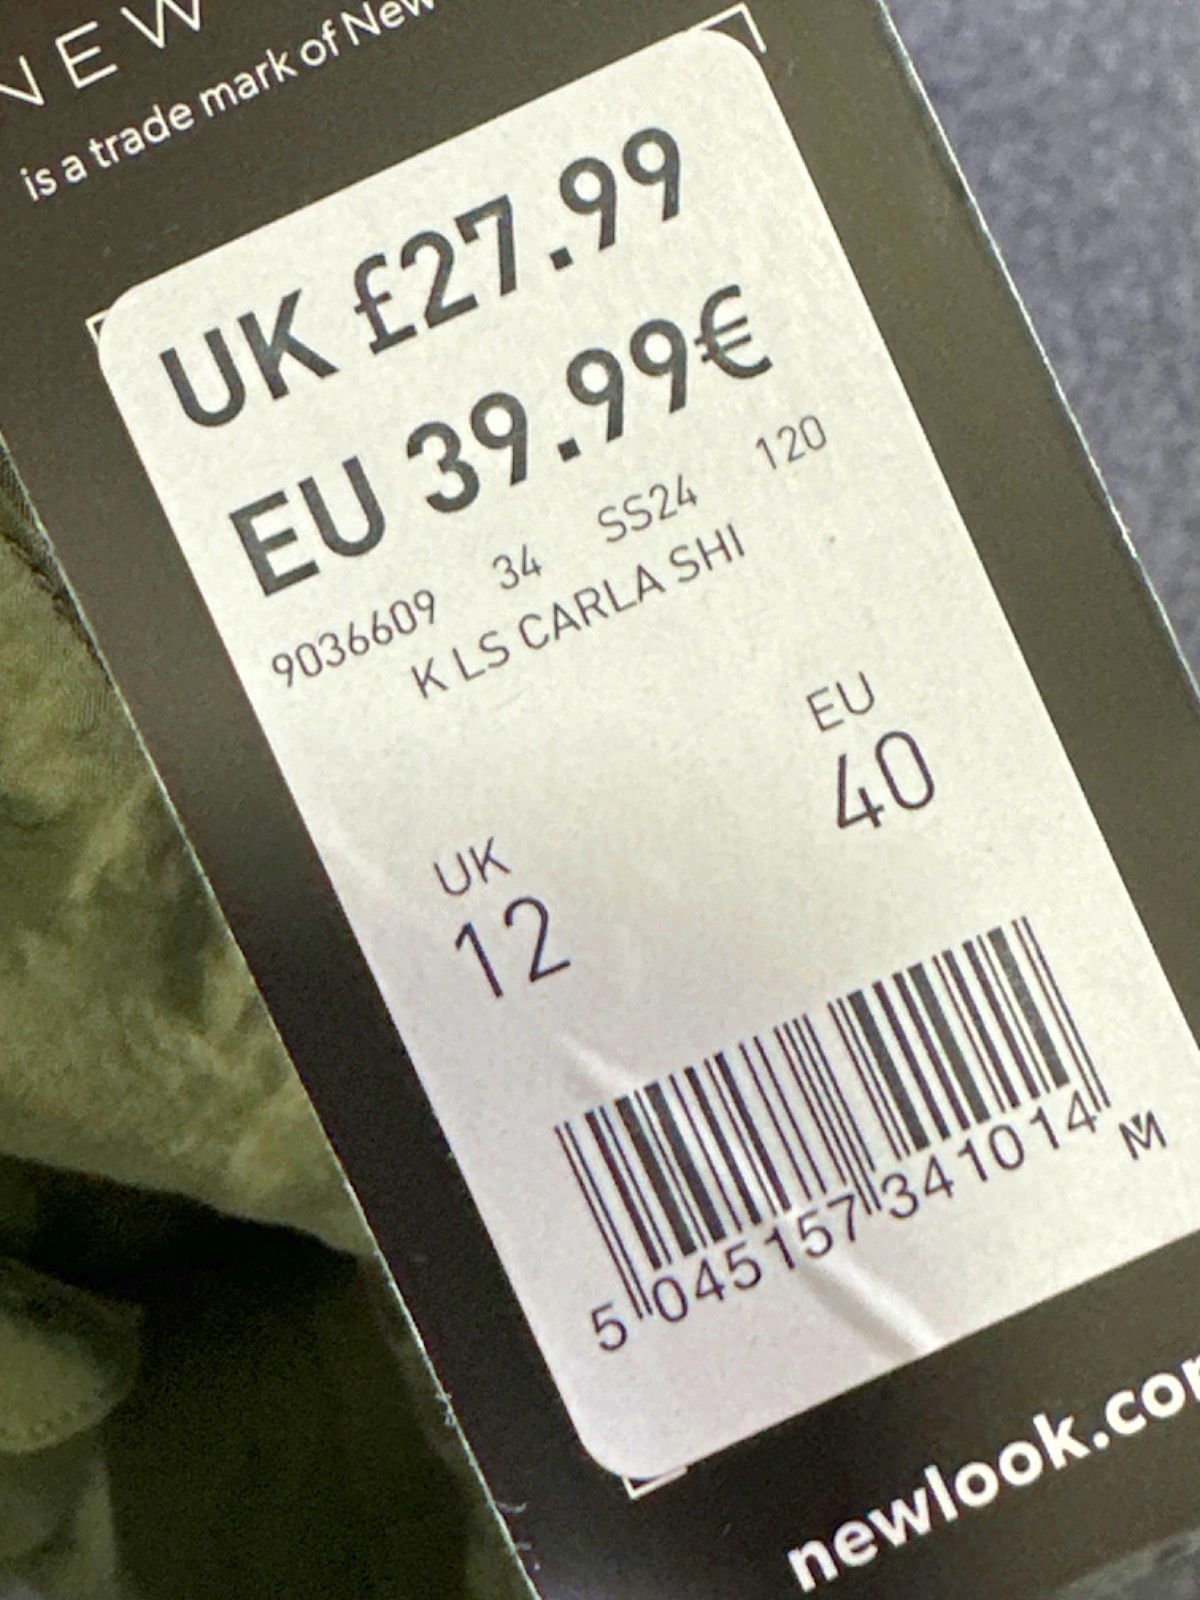 NEW
is a trade mark of New
UK £27.99
EU 39.99€
9036609 34 SS24 120
K LS CARLA SHI
UK EU
12 40
5 045157 341014 M
newlook.co